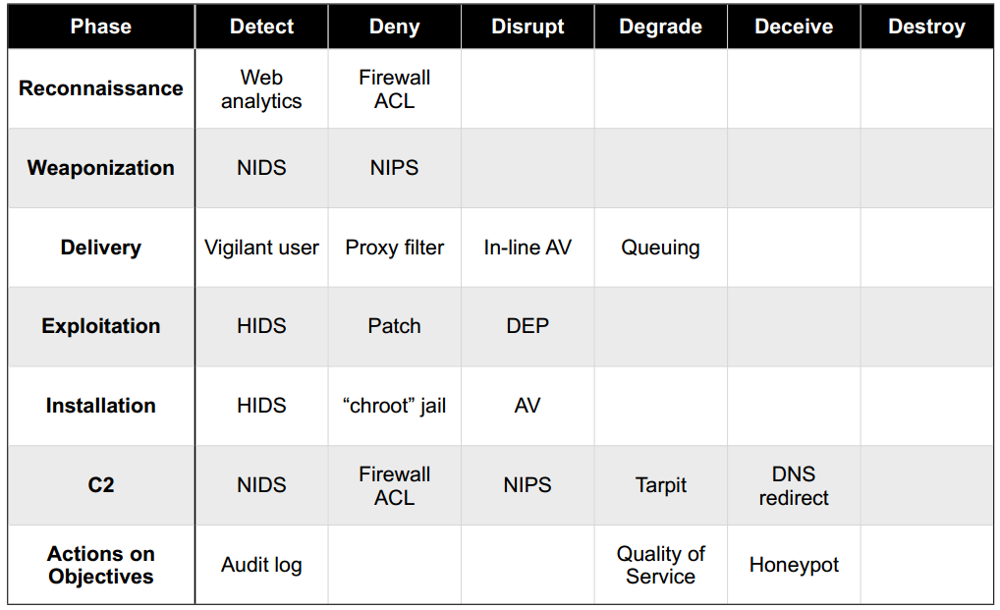 Phase Detect Deny Disrupt Degrade Deceive Destroy
Reconnaissance Web analytics Firewall ACL
Weaponization NIDS NIPS
Delivery Vigilant user Proxy filter In-line AV Queuing
Exploitation HIDS Patch DEP
Installation HIDS “chroot” jail AV
C2 NIDS Firewall ACL NIPS Tarpit DNS redirect
Actions on Objectives Audit log Quality of Service Honeypot